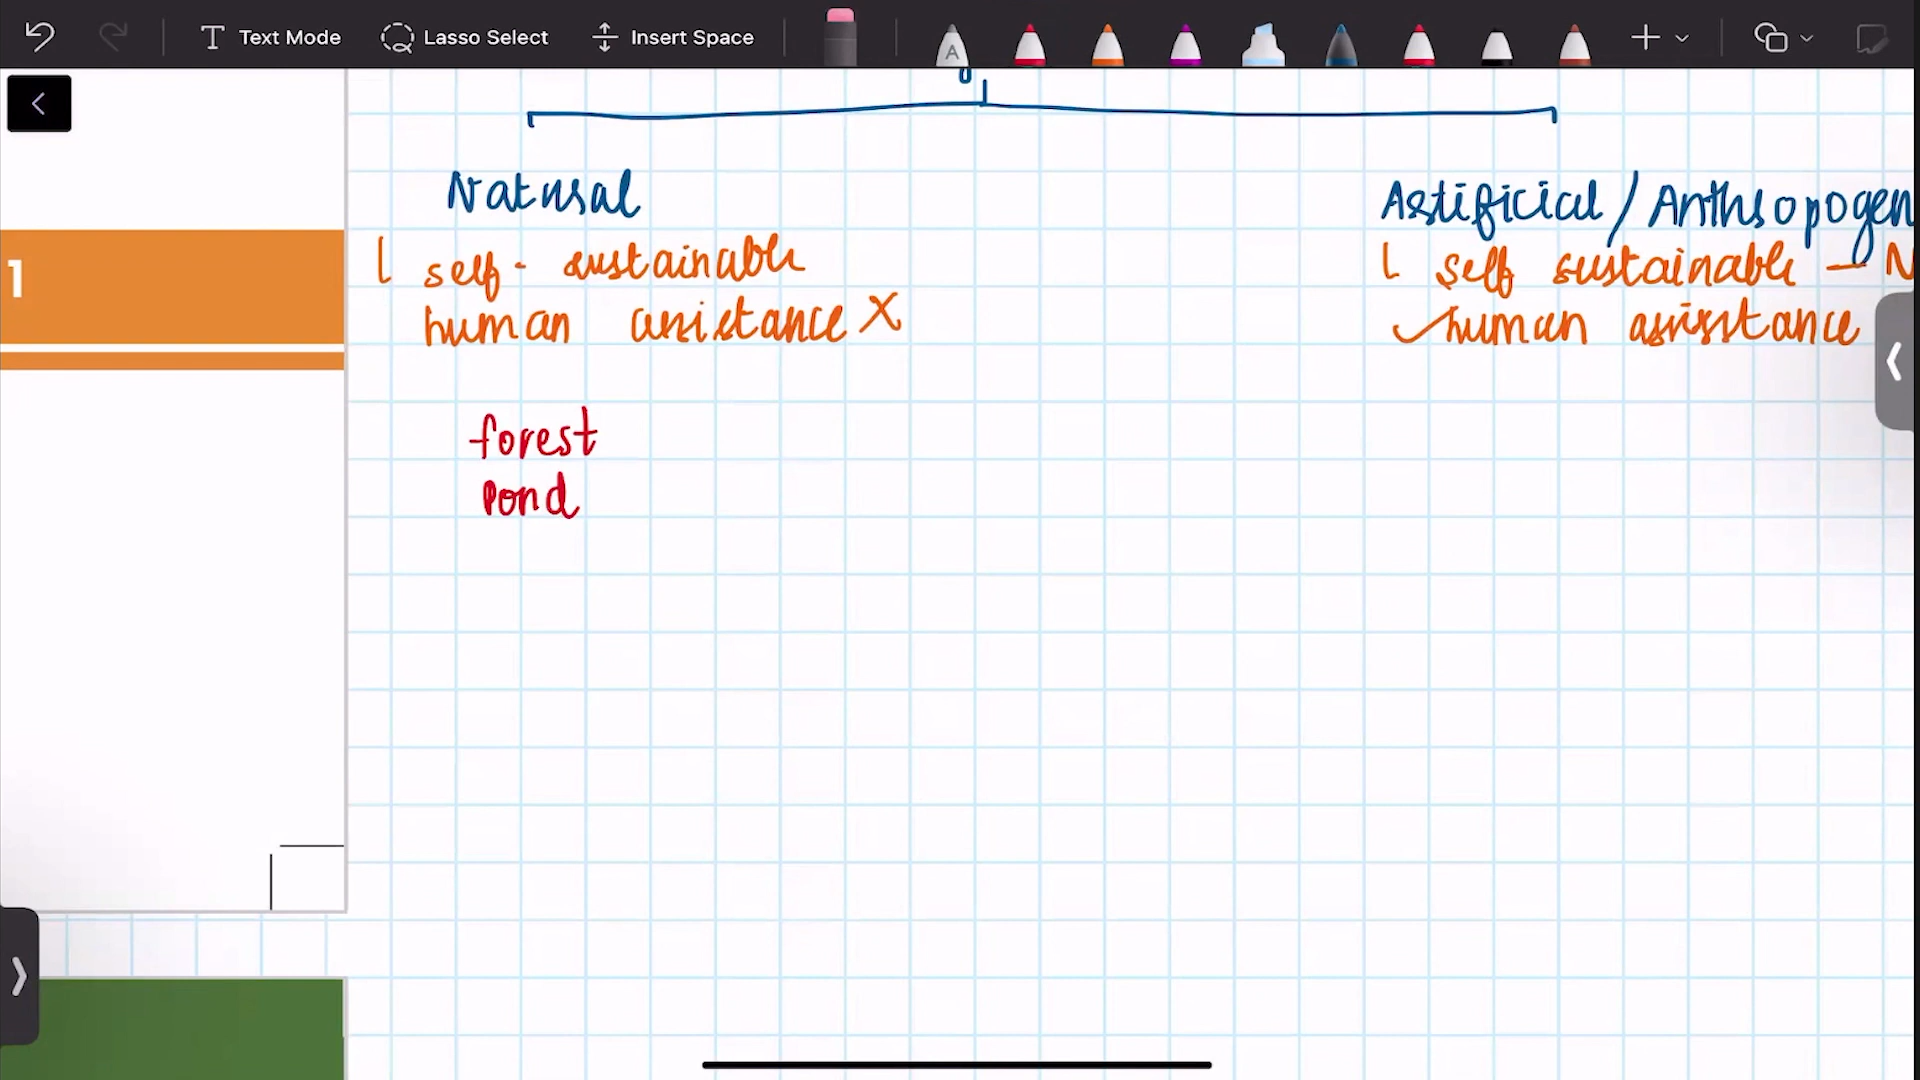 Text Mode
Lasso Select
Insert Space
A
1
Natural
self- sustainable
human assistance X
forest
Pond
Artificial / Anthropogen
self sustainable - N
human assistance